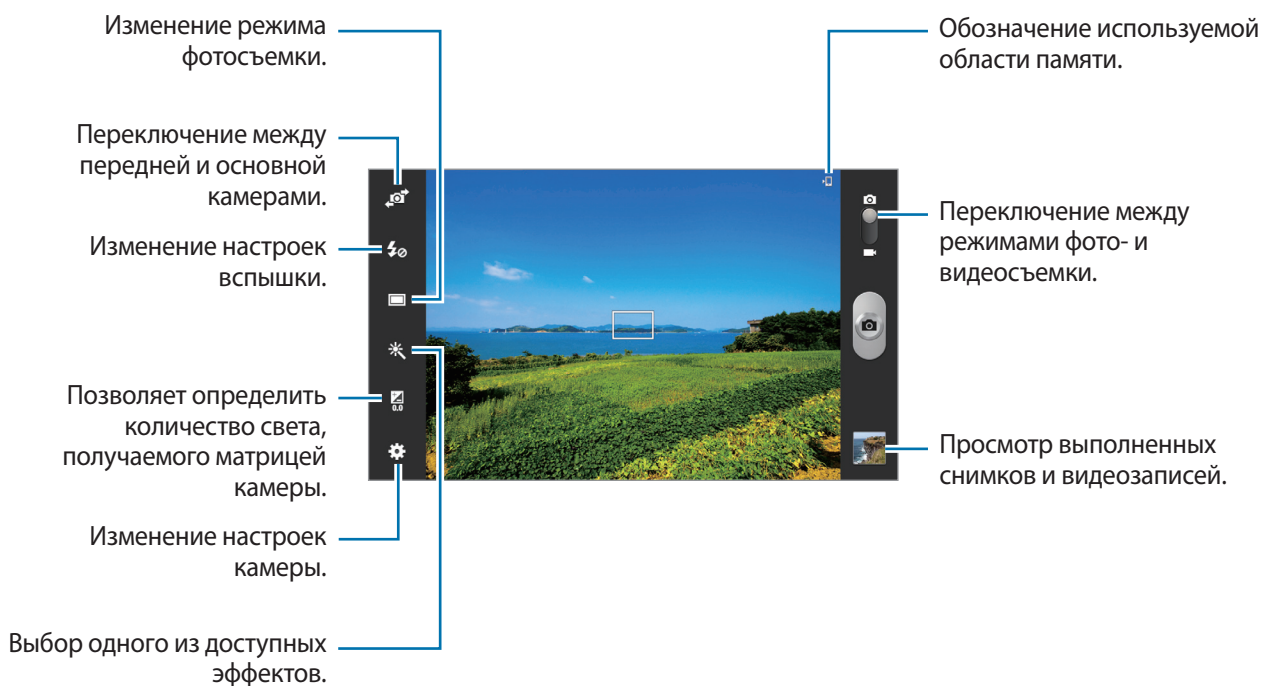 Изменение режима
фотосъемки.
Переключение между
передней и основной
камерами.
Изменение настроек
вспышки.
Позволяет определить
количество света,
получаемого матрицей
камеры.
Изменение настроек
камеры.
Выбор одного из доступных
эффектов.
0.0
Обозначение используемой
области памяти.
Переключение между
режимами фото- и
видеосъемки.
Просмотр выполненных
снимков и видеозаписей.